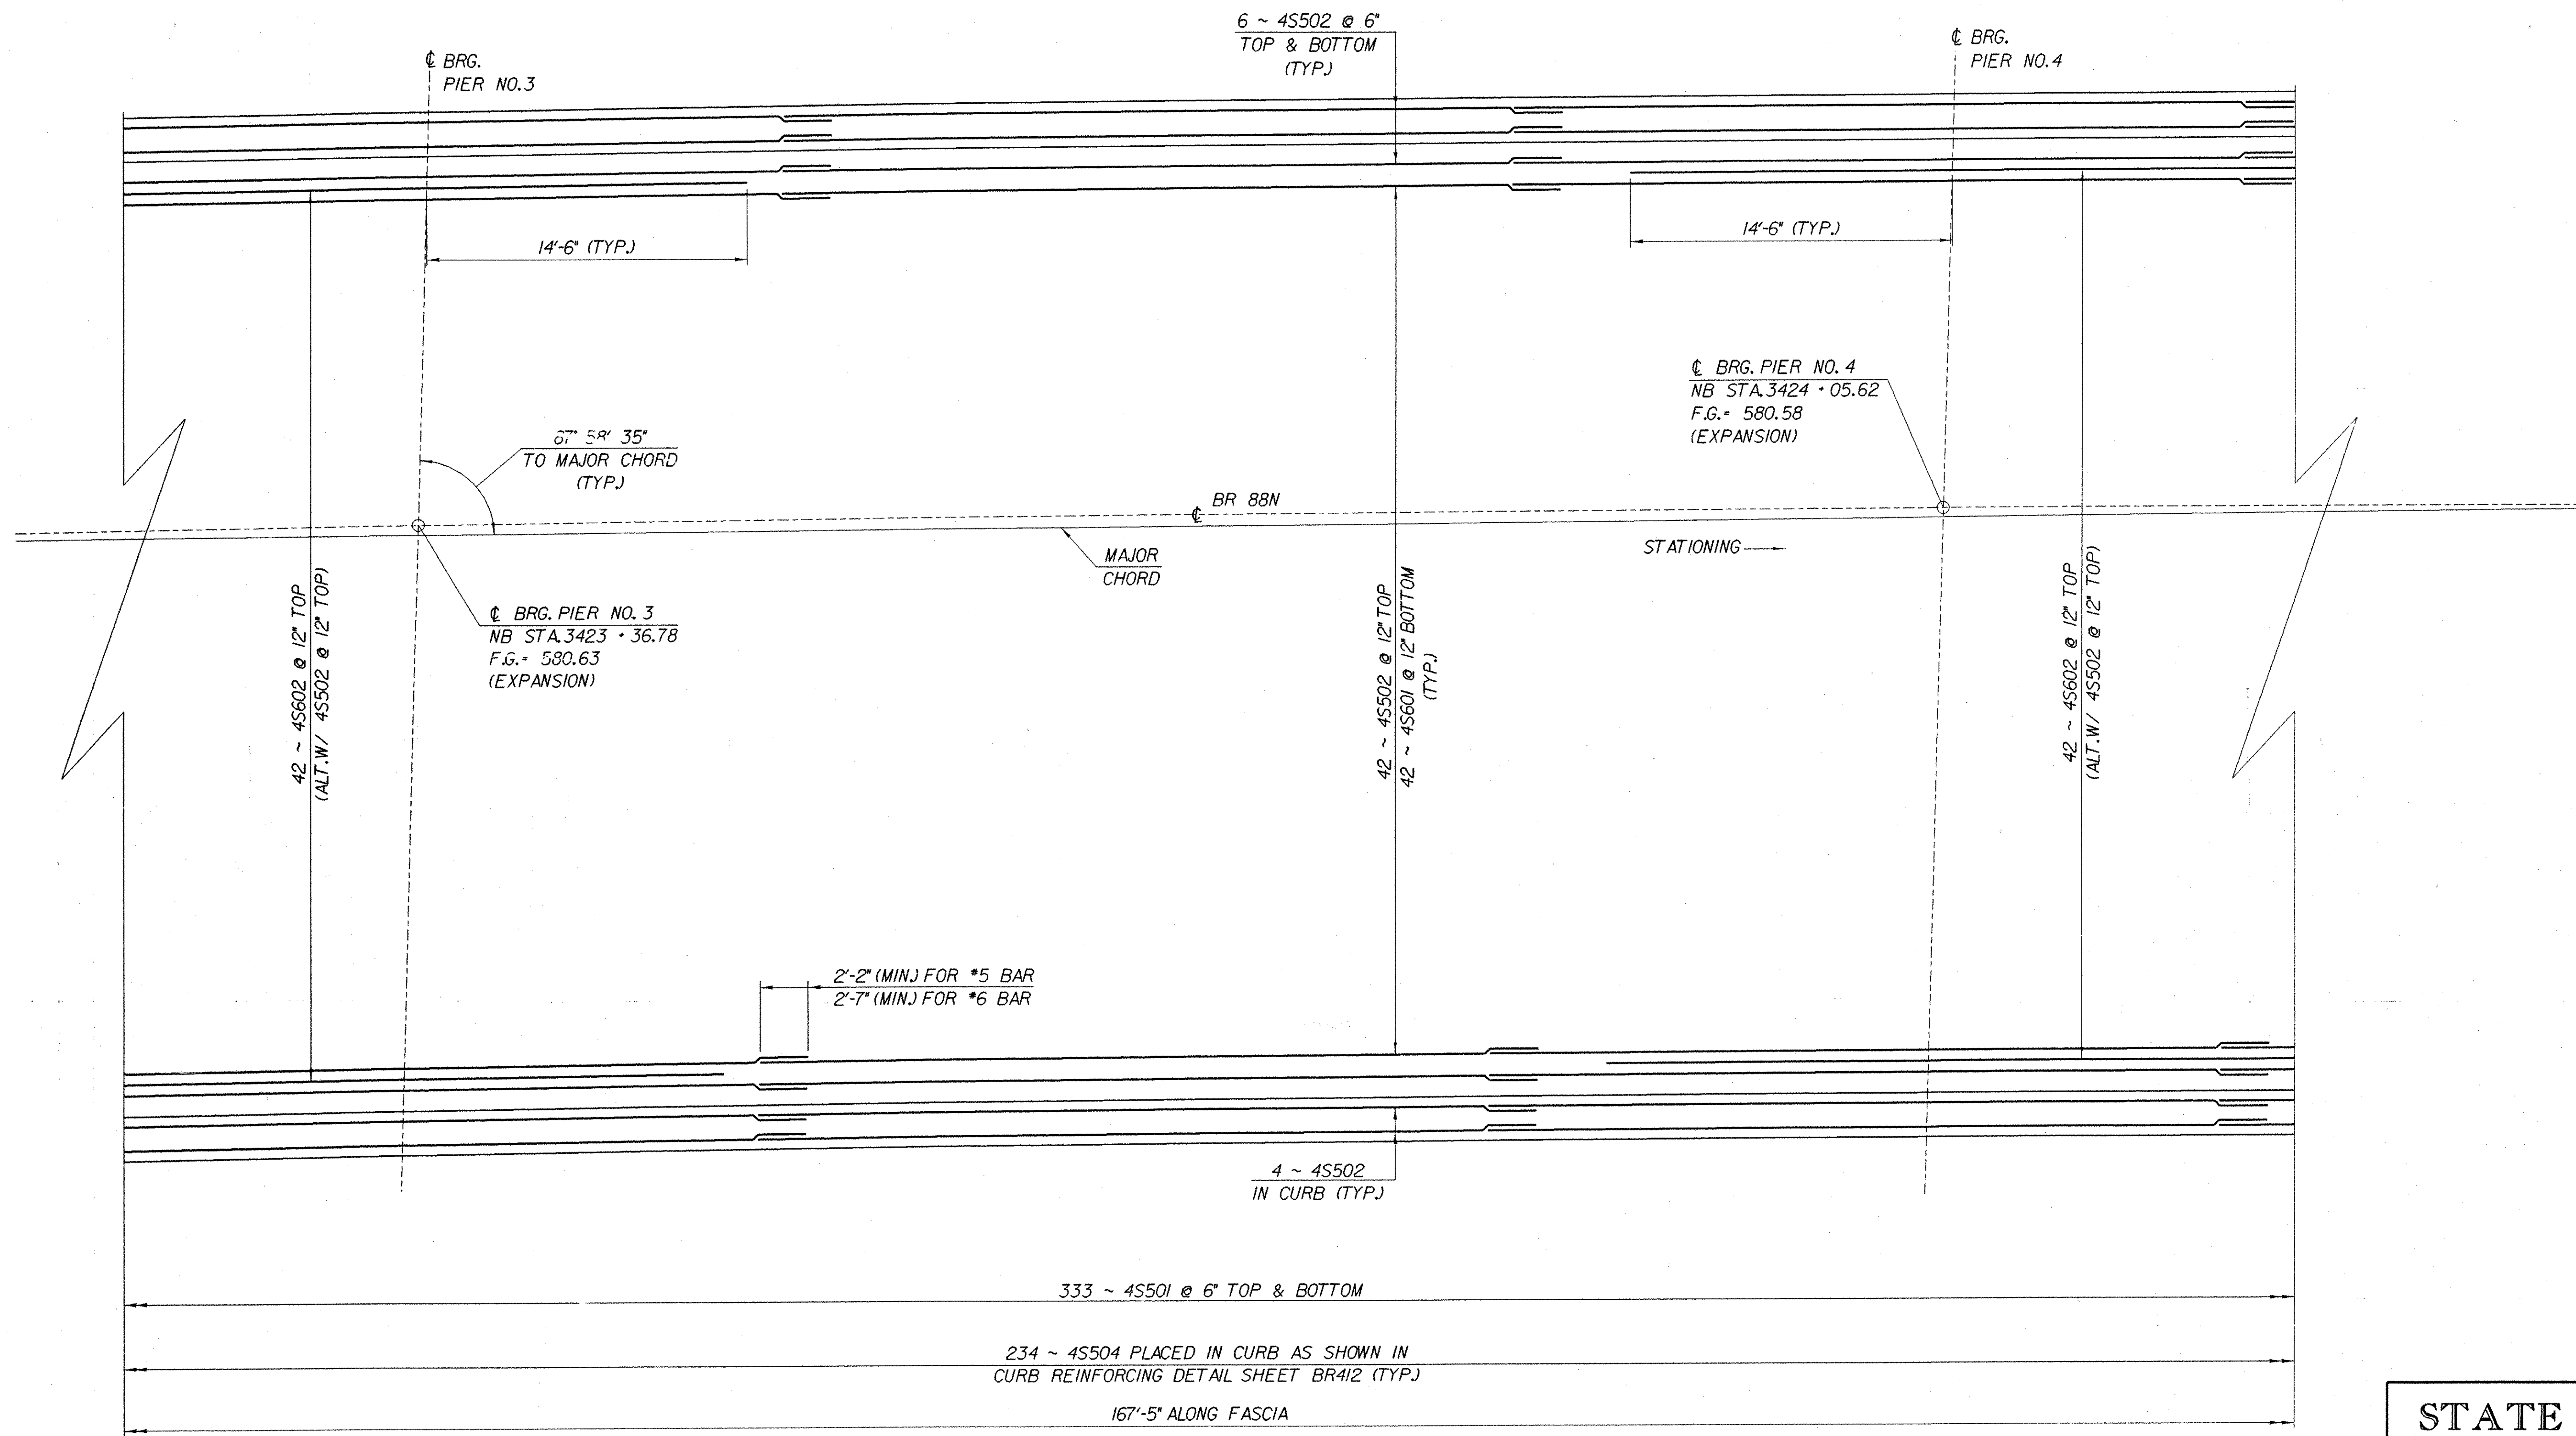 6 ~ 4S502 @ 6"
TOP & BOTTOM
(TYP.)
℄ BRG.
PIER NO.3
℄ BRG.
PIER NO.4
14'-6" (TYP.)
14'-6" (TYP.)
℄ BRG. PIER NO. 4
NB STA.3424 + 05.62
F.G.= 580.58
(EXPANSION)
58' 35"
TO MAJOR CHORD
(TYP.)
℄ BR 88N
MAJOR
CHORD
STATIONING
℄ BRG. PIER NO. 3
NB STA.3423 + 36.78
F.G.= 580.63
(EXPANSION)
42 ~ 4S602 @ 12" TOP
(ALT.W/ 4S502 @ 12" TOP)
42 ~ 4S502 @ 12" TOP
42 ~ 4S601 @ 12" BOTTOM
(TYP.)
42 ~ 4S602 @ 12" TOP
(ALT.W/ 4S502 @ 12" TOP)
2'-2" (MIN.) FOR #5 BAR
2'-7" (MIN.) FOR #6 BAR
4 ~ 4S502
IN CURB (TYP.)
333 ~ 4S501 @ 6" TOP & BOTTOM
234 ~ 4S504 PLACED IN CURB AS SHOWN IN
CURB REINFORCING DETAIL SHEET BR412 (TYP.)
167'-5" ALONG FASCIA
STATE